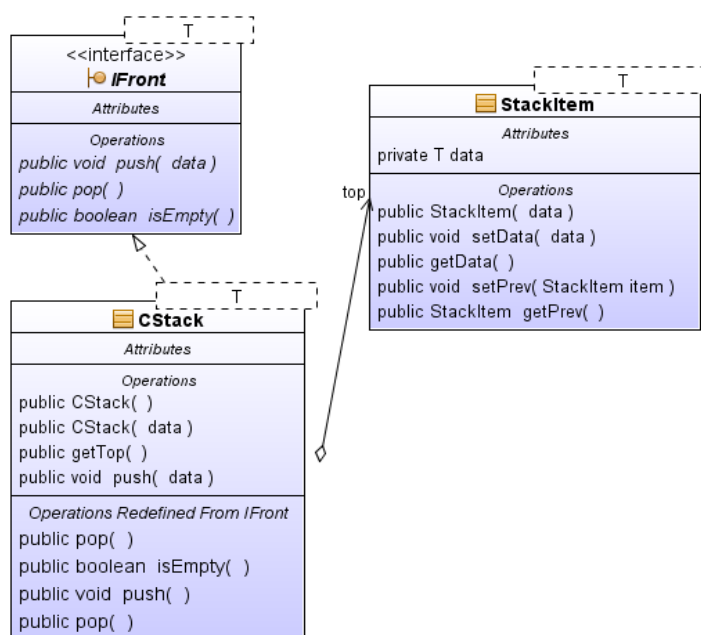 T
<<interface>>
IFront
Attributes
Operations
public void push( data )
public pop( )
public boolean isEmpty( )
T
StackItem
Attributes
private T data
Operations
public StackItem( data )
public void setData( data )
public getData( )
public void setPrev( StackItem item )
public StackItem getPrev( )
top
T
CStack
Attributes
Operations
public CStack( )
public CStack( data )
public getTop( )
public void push( data )
Operations Redefined From IFront
public pop( )
public boolean isEmpty( )
public void push( )
public pop( )